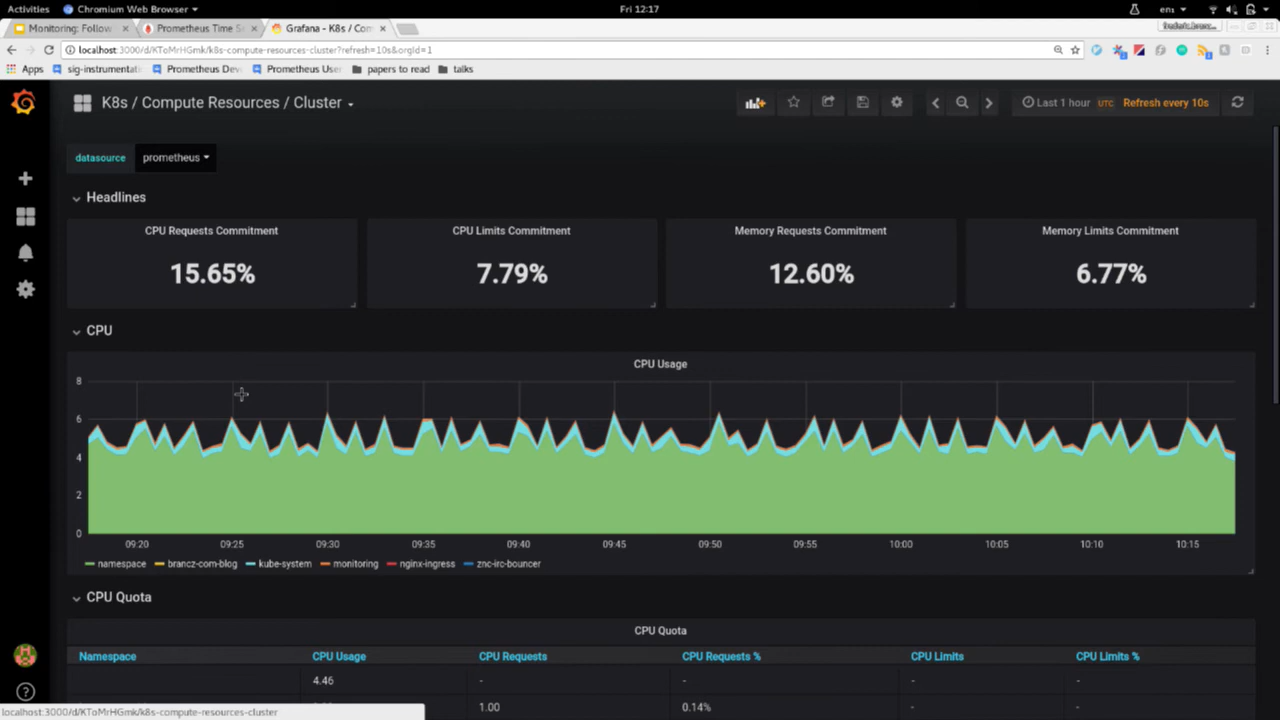 Activities Chromium Web Browser Fri 12:17 en1
Monitoring: Follow Prometheus Time S Grafana - K8s / Com
localhost:3000/d/KToMrHGmk/k8s-compute-resources-cluster?refresh=10s&orgId=1
Apps sig-instrumentati Prometheus Dev Prometheus User papers to read talks
K8s / Compute Resources / Cluster Last 1 hour UTC Refresh every 10s
datasource prometheus
Headlines
CPU Requests Commitment CPU Limits Commitment Memory Requests Commitment Memory Limits Commitment
15.65% 7.79% 12.60% 6.77%
CPU
CPU Usage
8
6
4
2
0
09:20 09:25 09:30 09:35 09:40 09:45 09:50 09:55 10:00 10:05 10:10 10:15
namespace brancz-com-blog kube-system monitoring nginx-ingress znc-irc-bouncer
CPU Quota
CPU Quota
Namespace CPU Usage CPU Requests CPU Requests % CPU Limits CPU Limits %
4.46 - - - -
1.00 0.14% - -
localhost:3000/d/KToMrHGmk/k8s-compute-resources-cluster